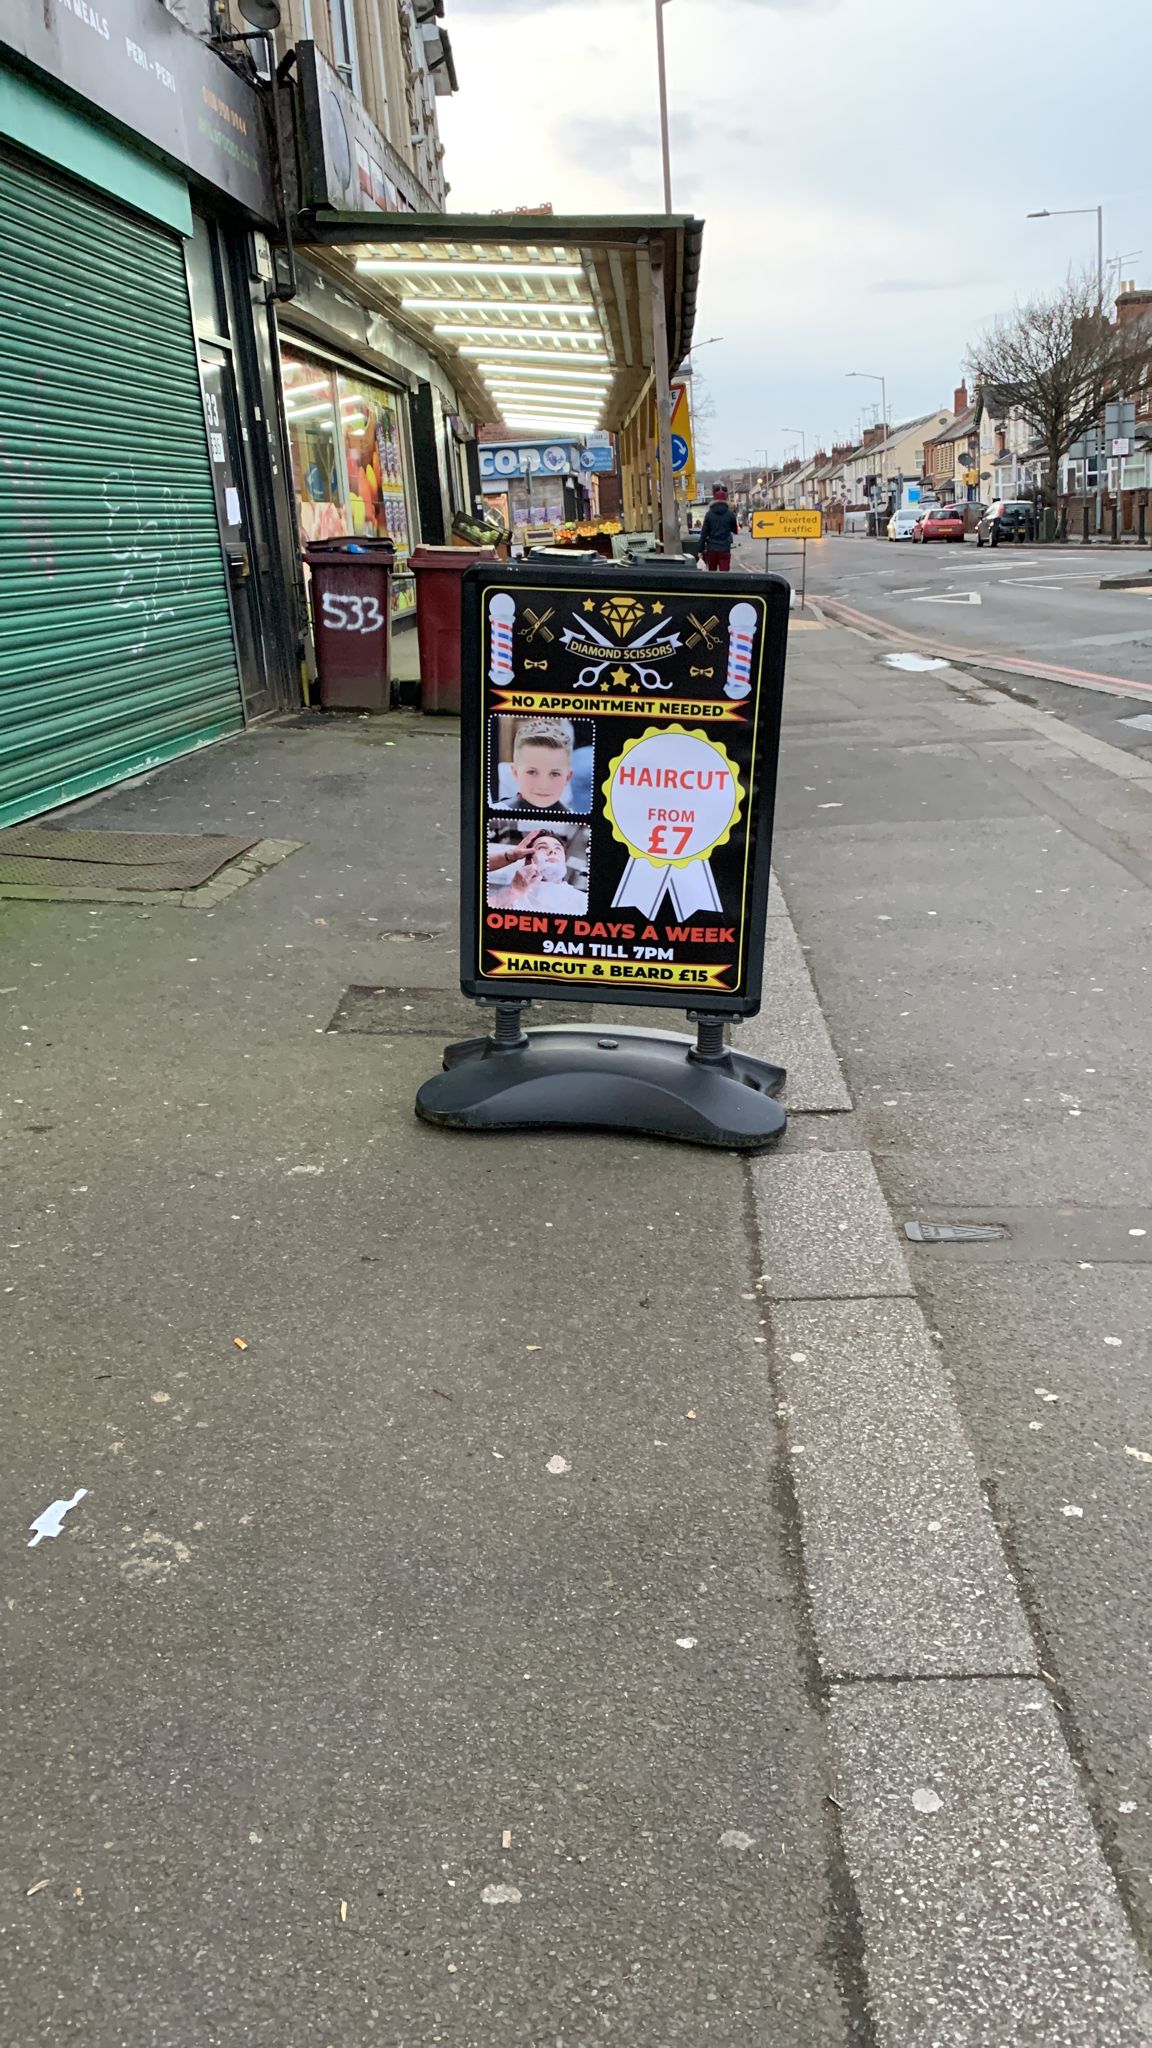 MEALS
PERI - PERI
533
Diverted
traffic
DIAMOND SCISSORS
NO APPOINTMENT NEEDED
HAIRCUT
FROM
£7
OPEN 7 DAYS A WEEK
9AM TILL 7PM
HAIRCUT & BEARD £15